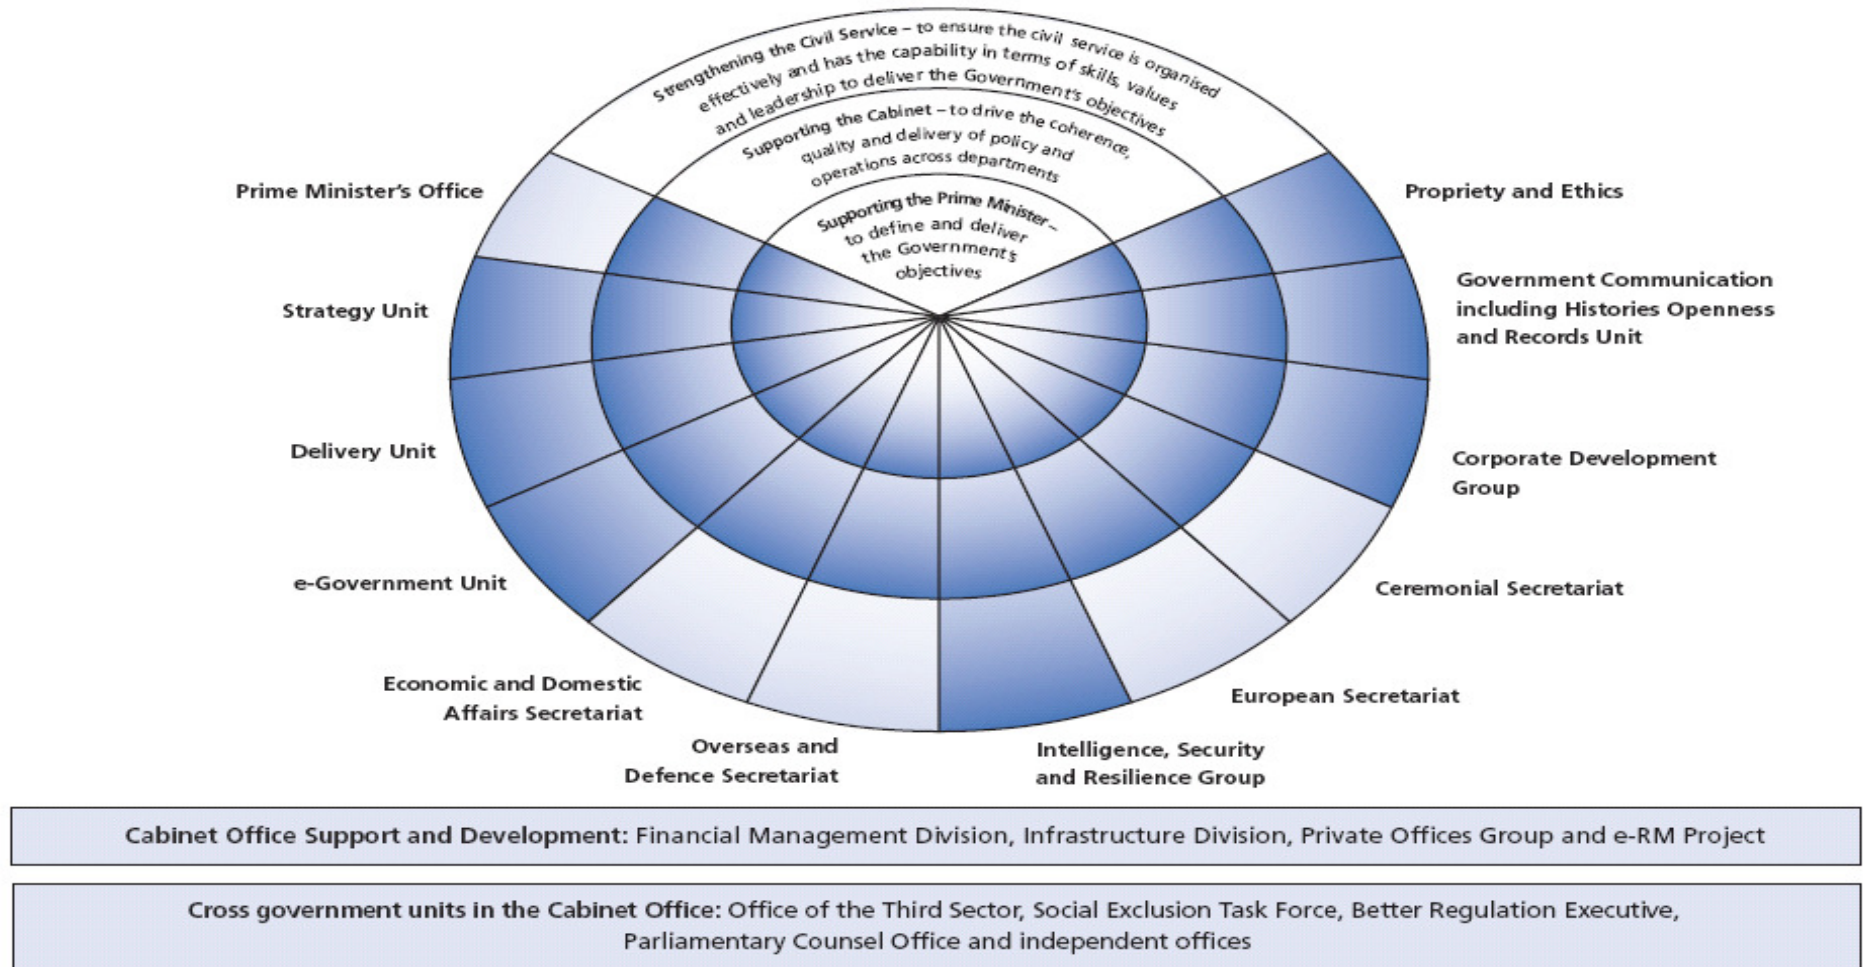 Strengthening the Civil Service – to ensure the civil service is organised
effectively and has the capability in terms of skills, values
and leadership to deliver the Government's objectives
Supporting the Cabinet – to drive the coherence,
quality and delivery of policy and
operations across departments
Supporting the Prime Minister –
to define and deliver
the Government's
objectives
Prime Minister's Office
Strategy Unit
Delivery Unit
e-Government Unit
Economic and Domestic
Affairs Secretariat
Overseas and
Defence Secretariat
Intelligence, Security
and Resilience Group
European Secretariat
Ceremonial Secretariat
Corporate Development
Group
Government Communication
including Histories Openness
and Records Unit
Propriety and Ethics
Cabinet Office Support and Development: Financial Management Division, Infrastructure Division, Private Offices Group and e-RM Project
Cross government units in the Cabinet Office: Office of the Third Sector, Social Exclusion Task Force, Better Regulation Executive,
Parliamentary Counsel Office and independent offices